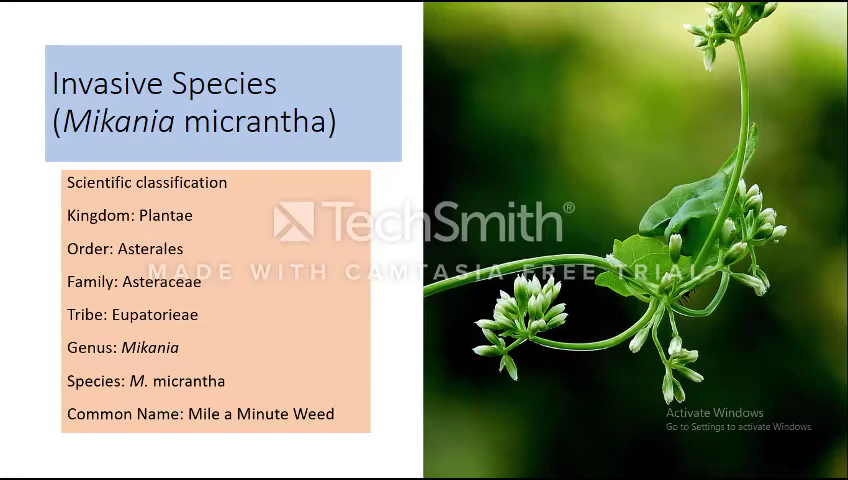 Invasive Species
(Mikania micrantha)
Scientific classification
Kingdom: Plantae
Order: Asterales
Family: Asteraceae
Tribe: Eupatorieae
Genus: Mikania
Species: M. micrantha
Common Name: Mile a Minute Weed
TechSmith®
MADE WITH CAMTASIA FREE TRIAL
Activate Windows
Go to Settings to activate Windows.